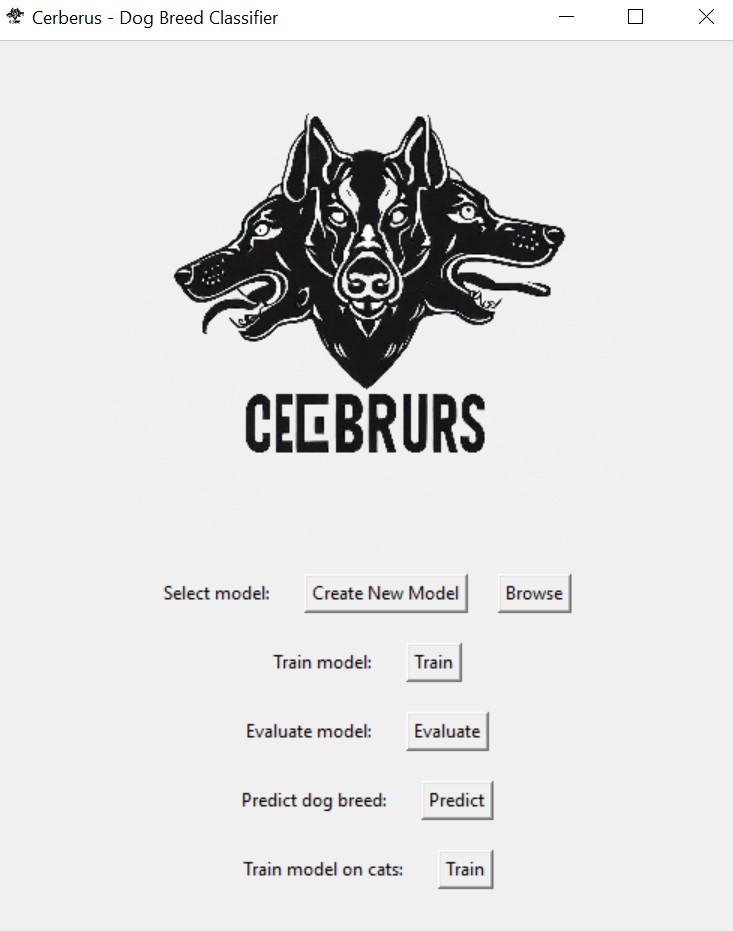 Cerberus - Dog Breed Classifier
CECBRURS
Select model: Create New Model Browse
Train model: Train
Evaluate model: Evaluate
Predict dog breed: Predict
Train model on cats: Train